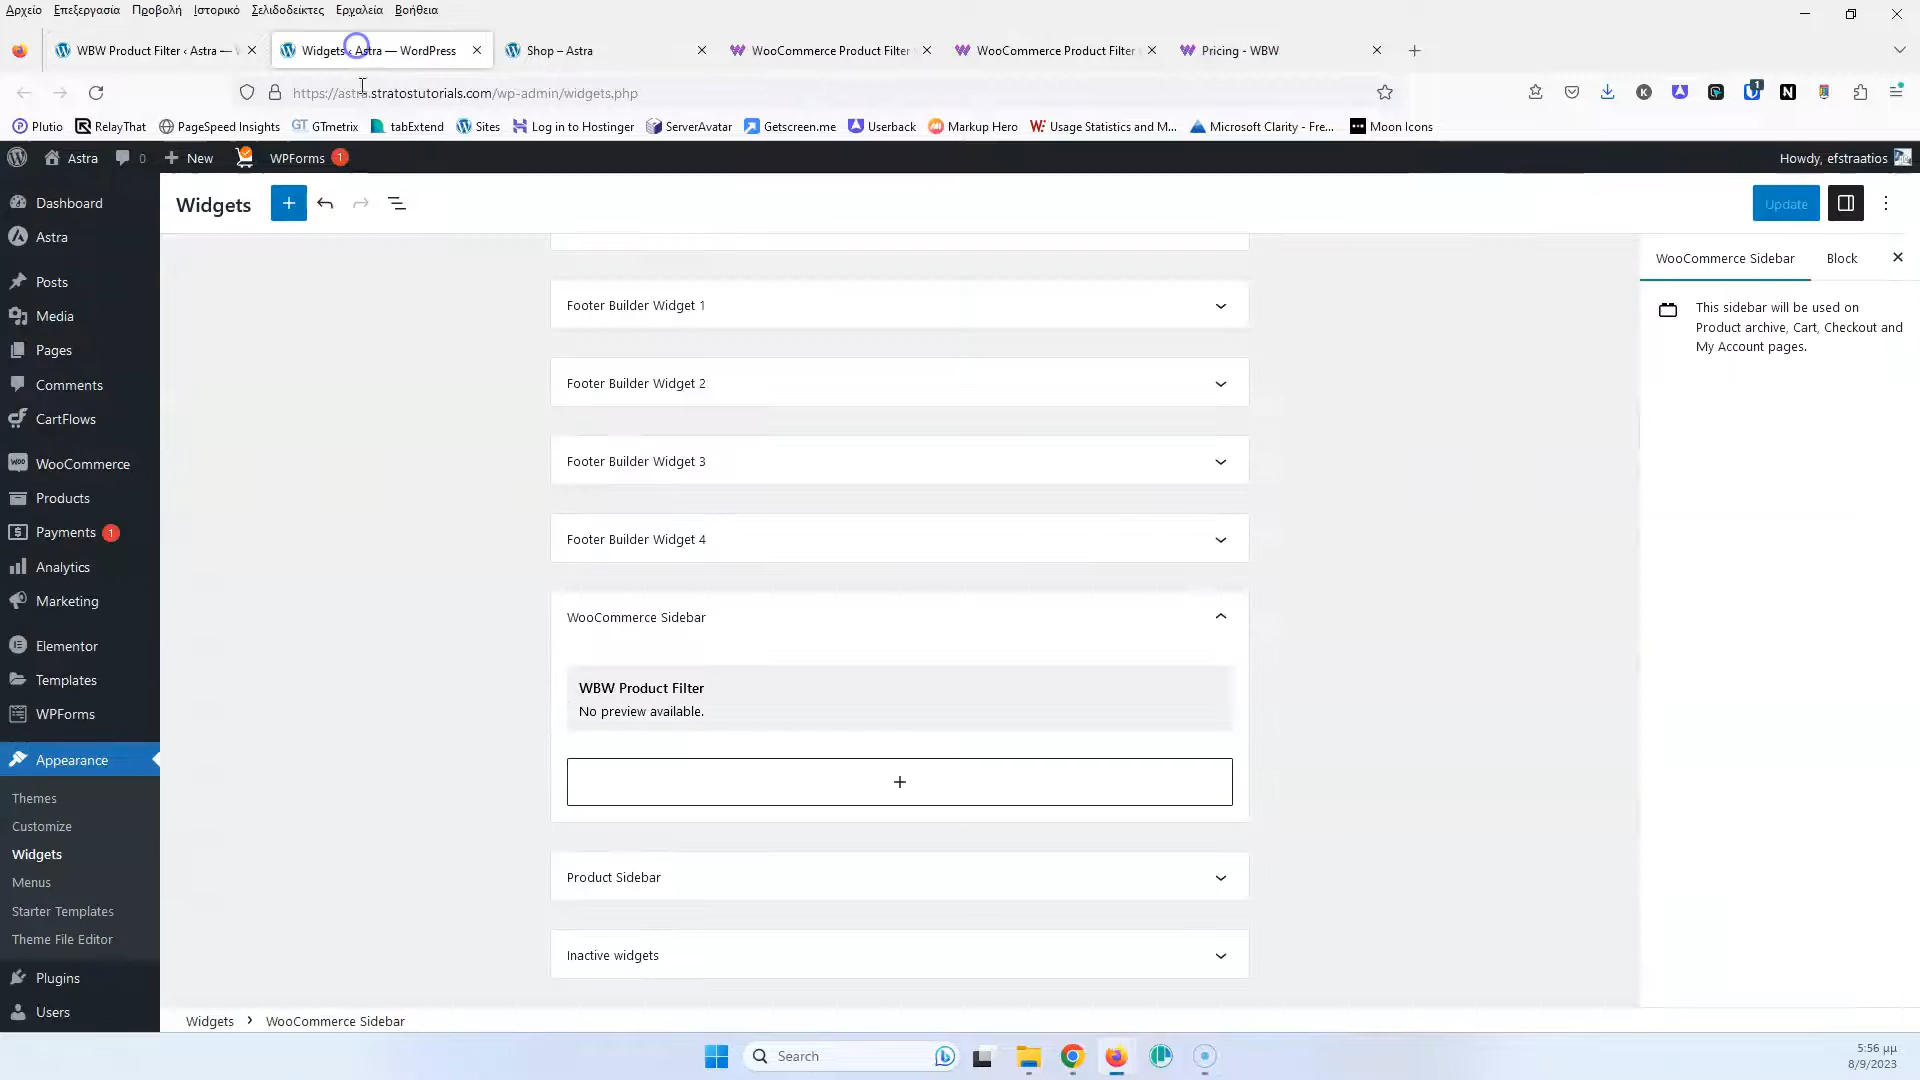 Αρχείο Επεξεργασία Προβολή Ιστορικό Σελιδοδείκτες Εργαλεία Βοήθεια
WBW Product Filter ‹ Astra —
Widgets ‹ Astra — WordPress
Shop – Astra
WooCommerce Product Filter
WooCommerce Product Filter
Pricing - WBW
https://astra.stratostutorials.com/wp-admin/widgets.php
K
1
N
Plutio
RelayThat
PageSpeed Insights
GT GTmetrix
tabExtend
Sites
Log in to Hostinger
ServerAvatar
Getscreen.me
Userback
Markup Hero
Usage Statistics and M...
Microsoft Clarity - Fre...
Moon Icons
Astra
0
New
WPForms 1
Howdy, efstraatios
Dashboard
Astra
Posts
Media
Pages
Comments
CartFlows
WooCommerce
Products
Payments 1
Analytics
Marketing
Elementor
Templates
WPForms
Appearance
Themes
Customize
Widgets
Menus
Starter Templates
Theme File Editor
Plugins
Users
Widgets
Update
Footer Builder Widget 1
Footer Builder Widget 2
Footer Builder Widget 3
Footer Builder Widget 4
WooCommerce Sidebar
WBW Product Filter
No preview available.
Product Sidebar
Inactive widgets
WooCommerce Sidebar
Block
This sidebar will be used on
Product archive, Cart, Checkout and
My Account pages.
Widgets › WooCommerce Sidebar
Search
5:56 μμ
8/9/2023